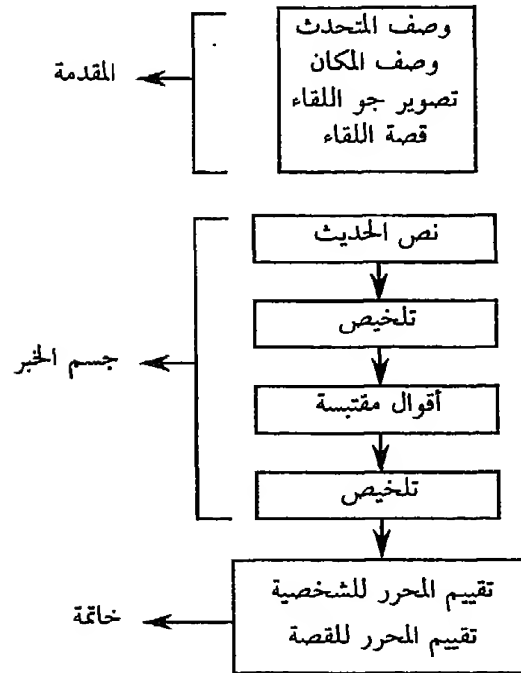 وصف المتحدث
وصف المكان
تصوير جو اللقاء
قصة اللقاء
المقدمة
نص الحديث
تلخيص
أقوال مقتبسة
تلخيص
جسم الخبر
تقييم المحرر للشخصية
تقييم المحرر للقصة
خاتمة